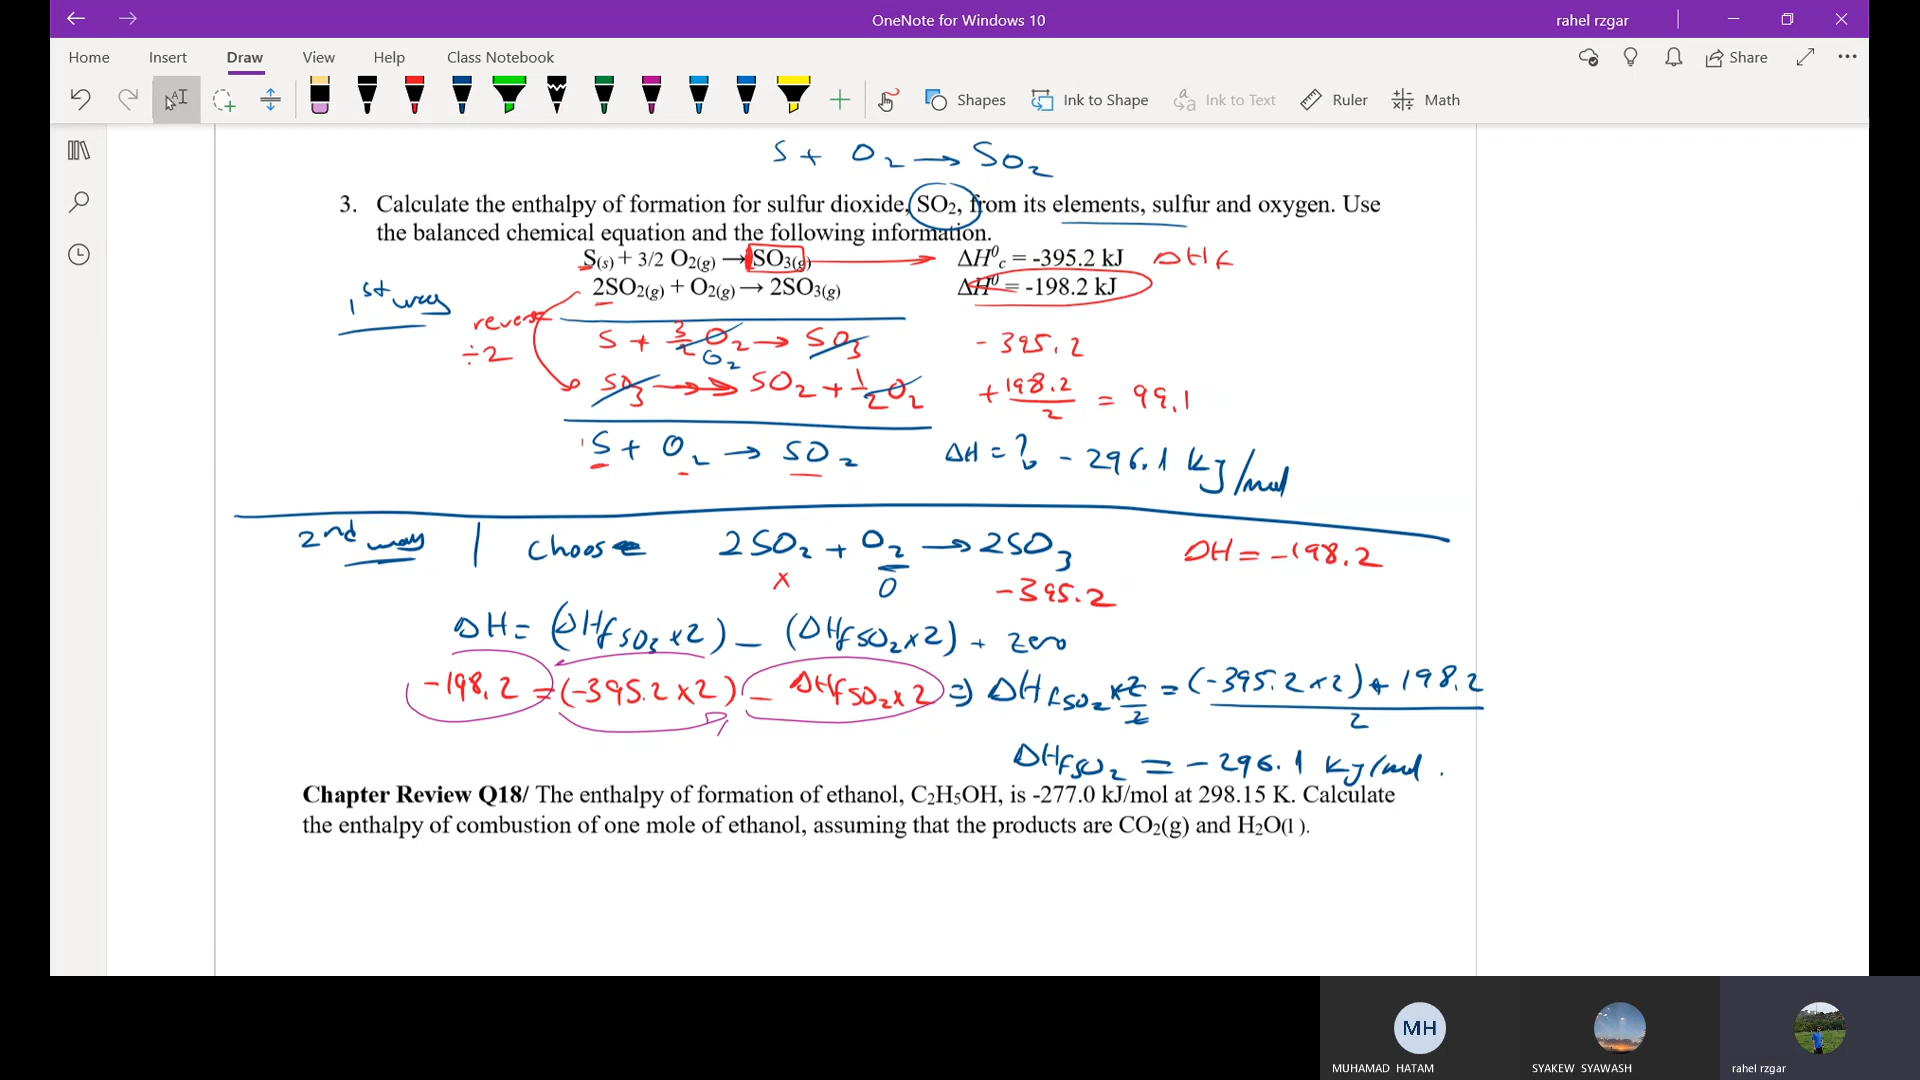 OneNote for Windows 10
rahel rzgar
Home Insert Draw View Help Class Notebook
Share
Shapes Ink to Shape Ink to Text Ruler Math
S + O2 → SO2
3. Calculate the enthalpy of formation for sulfur dioxide, SO2, from its elements, sulfur and oxygen. Use
the balanced chemical equation and the following information.
S(s) + 3/2 O2(g) → SO3(g) ΔH⁰c = -395.2 kJ ΔHf
2SO2(g) + O2(g) → 2SO3(g) ΔH⁰ = -198.2 kJ
1st way
reverse
÷2
S + 3/2 O2 → SO3 - 395.2
O2
SO3 → SO2 + 1/2 O2 + 198.2/2 = 99.1
S + O2 → SO2 ΔH = ? - 296.1 kJ/mol
2nd way | choose 2SO2 + O2 → 2SO3 ΔH = -198.2
x 0 -395.2
ΔH = (ΔHf SO3 x2) - (ΔHf SO2 x2) + zero
-198.2 = (-395.2 x2) - ΔHf SO2 x 2 ⇒ ΔHf SO2 x 2/2 = (-395.2 x2) + 198.2 / 2
ΔHf SO2 = - 296.1 kJ/mol .
Chapter Review Q18/ The enthalpy of formation of ethanol, C2H5OH, is -277.0 kJ/mol at 298.15 K. Calculate
the enthalpy of combustion of one mole of ethanol, assuming that the products are CO2(g) and H2O(l ).
MH
MUHAMAD HATAM
SYAKEW SYAWASH
rahel rzgar